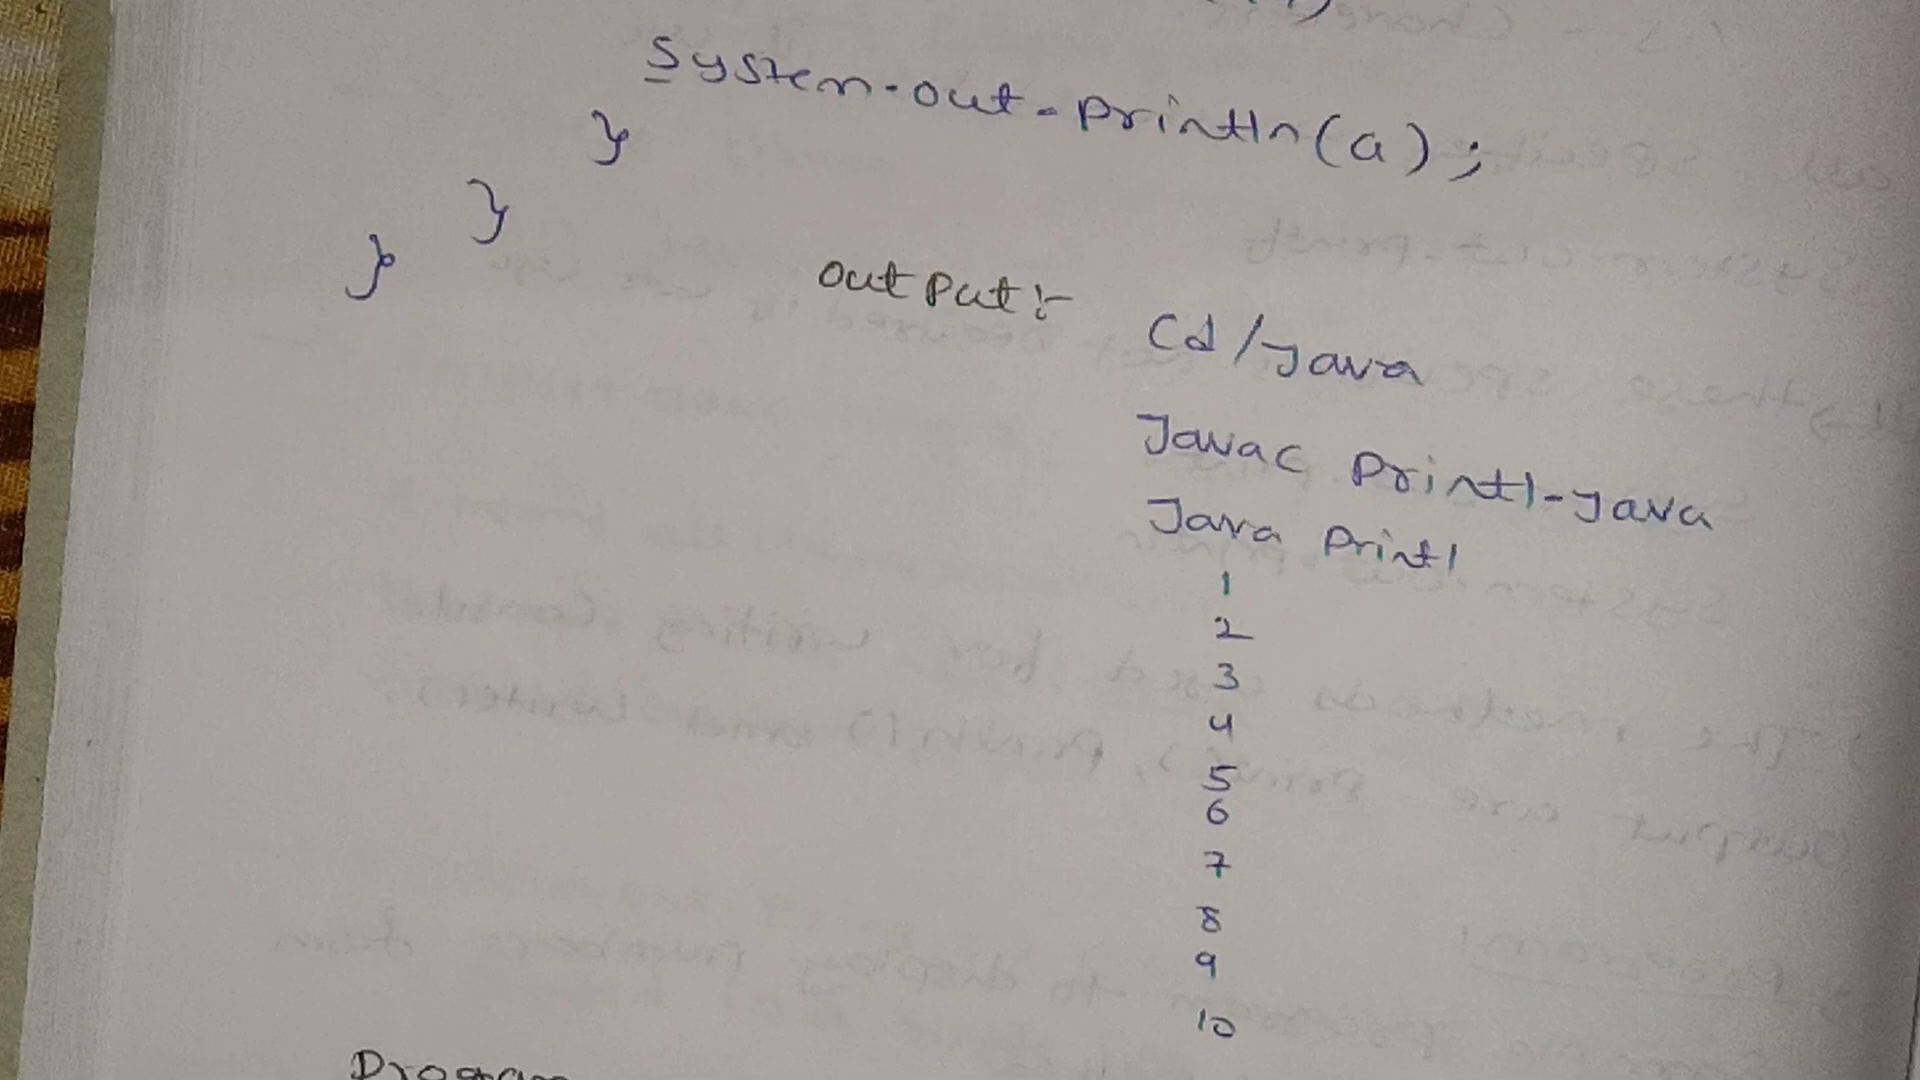 System.out.println(a);
}
}
}
output:-
Cd/java
Javac print1.java
Java print1
1
2
3
4
5
6
7
8
9
10
Program